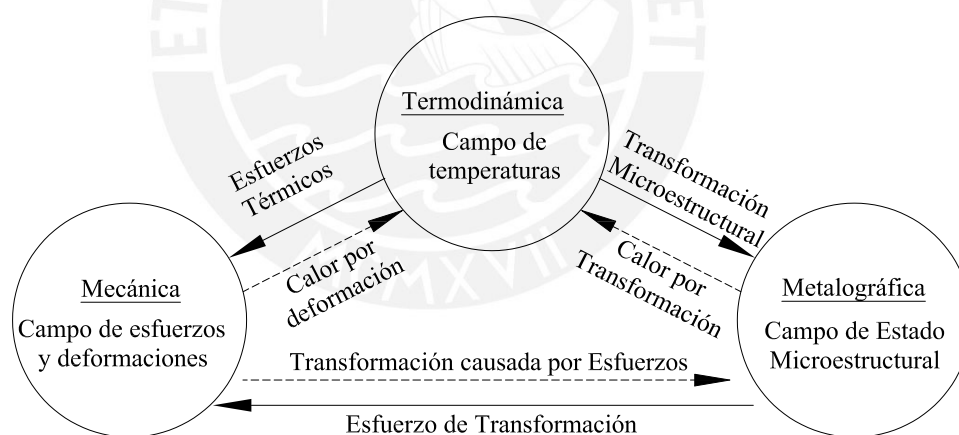 Termodinámica
Campo de
temperaturas
Esfuerzos
Térmicos
Transformación
Microestructural
Calor por
deformación
Calor por
Transformación
Mecánica
Campo de esfuerzos
y deformaciones
Metalográfica
Campo de Estado
Microestructural
Transformación causada por Esfuerzos
Esfuerzo de Transformación